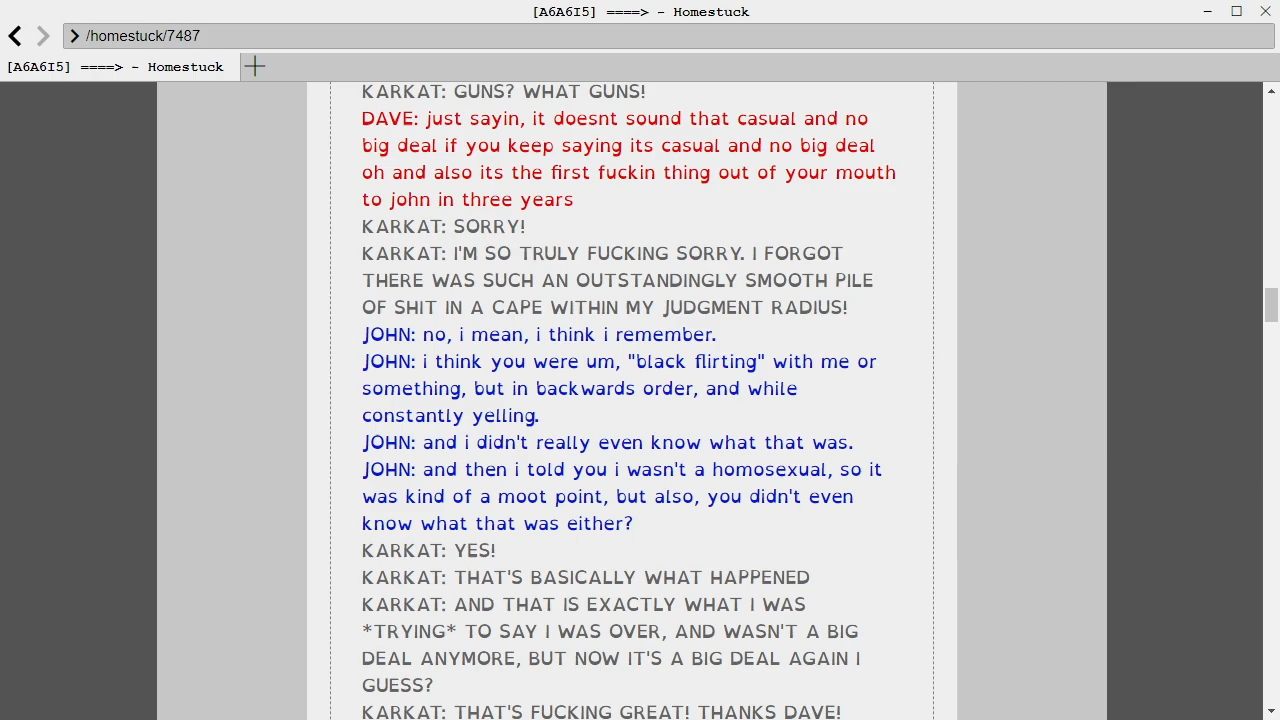 [A6A6I5] ====> - Homestuck
/homestuck/7487
[A6A6I5] ====> - Homestuck
KARKAT: GUNS? WHAT GUNS!
DAVE: just sayin, it doesnt sound that casual and no
big deal if you keep saying its casual and no big deal
oh and also its the first fuckin thing out of your mouth
to john in three years
KARKAT: SORRY!
KARKAT: I'M SO TRULY FUCKING SORRY. I FORGOT
THERE WAS SUCH AN OUTSTANDINGLY SMOOTH PILE
OF SHIT IN A CAPE WITHIN MY JUDGMENT RADIUS!
JOHN: no, i mean, i think i remember.
JOHN: i think you were um, "black flirting" with me or
something, but in backwards order, and while
constantly yelling.
JOHN: and i didn't really even know what that was.
JOHN: and then i told you i wasn't a homosexual, so it
was kind of a moot point, but also, you didn't even
know what that was either?
KARKAT: YES!
KARKAT: THAT'S BASICALLY WHAT HAPPENED
KARKAT: AND THAT IS EXACTLY WHAT I WAS
*TRYING* TO SAY I WAS OVER, AND WASN'T A BIG
DEAL ANYMORE, BUT NOW IT'S A BIG DEAL AGAIN I
GUESS?
KARKAT: THAT'S FUCKING GREAT! THANKS DAVE!